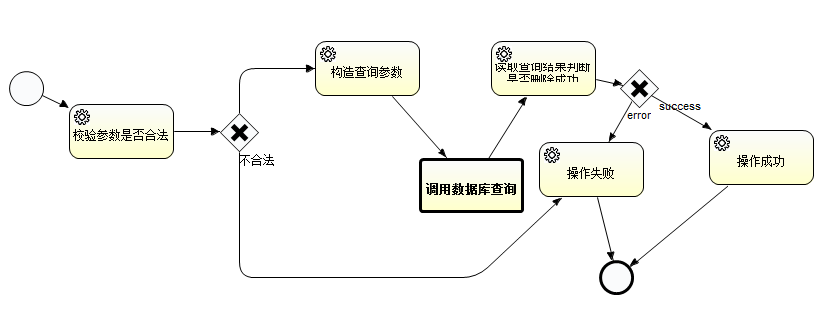 构造查询参数
读取查询结果判断
是否删除成功
校验参数是否合法
error
success
不合法
操作失败
操作成功
调用数据库查询